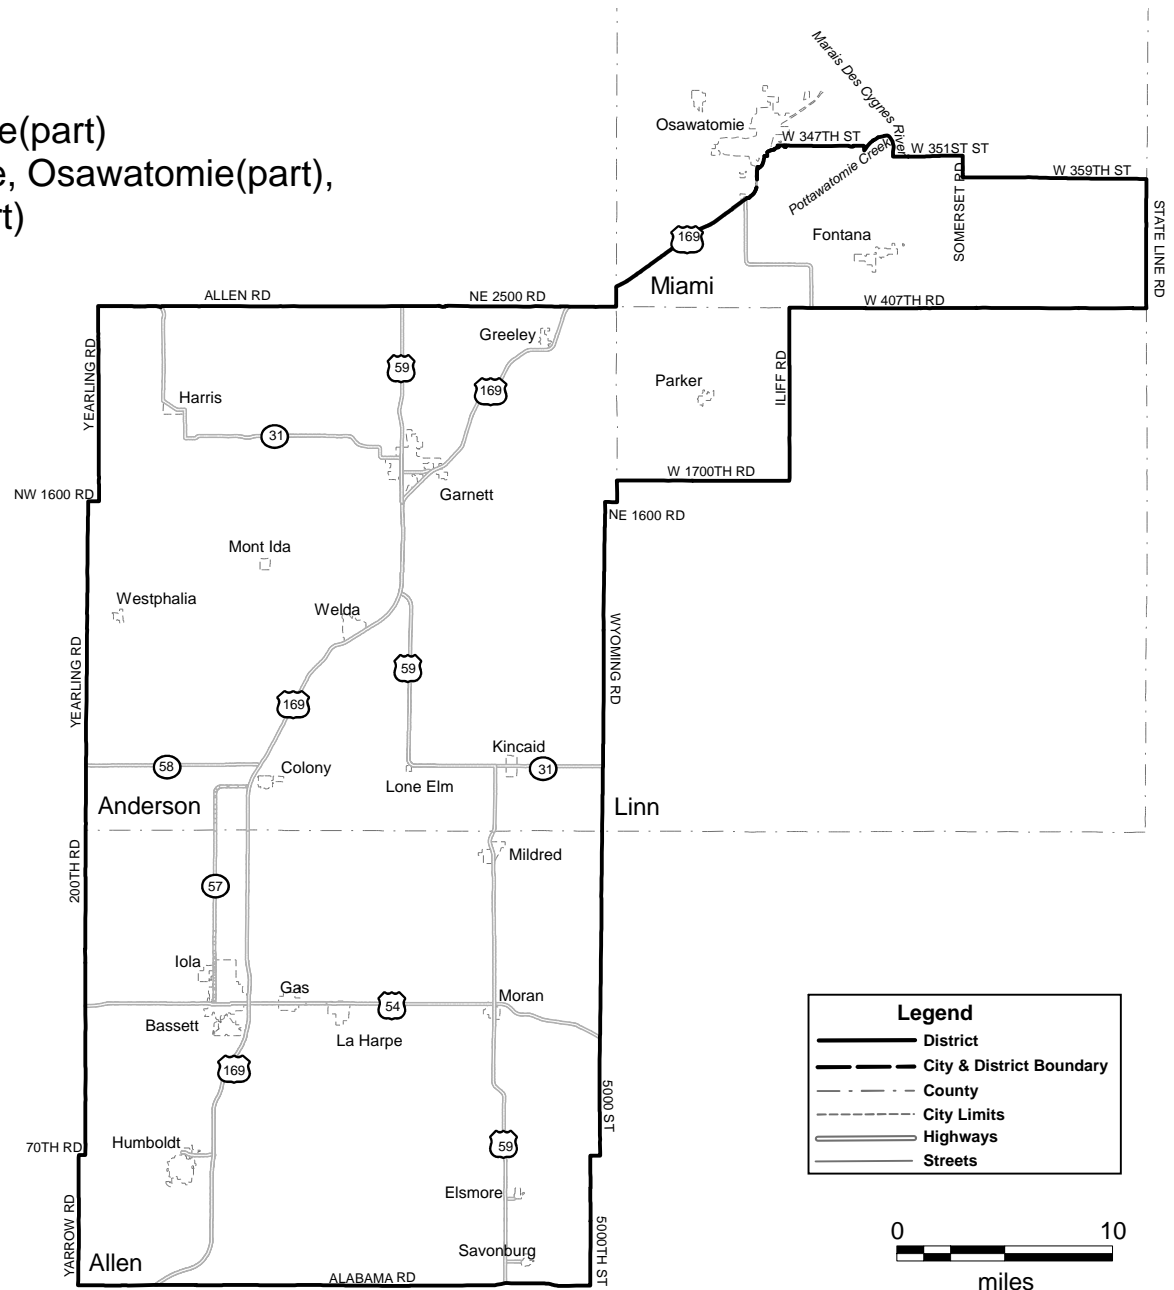 e(part)
e, Osawatomie(part),
t)
Marais Des Cygnes River
Osawatomie
W 347TH ST
W 351ST ST
Pottawatomie Creek
W 359TH ST
SOMERSET RD
STATE LINE RD
169
Fontana
Miami
ALLEN RD
NE 2500 RD
W 407TH RD
Greeley
59
169
YEARLING RD
Harris
Parker
ILIFF RD
31
W 1700TH RD
NW 1600 RD
Garnett
NE 1600 RD
Mont Ida
Westphalia
Welda
YEARLING RD
59
WYOMING RD
169
Kincaid
58
Colony
31
Lone Elm
Anderson
Linn
200TH RD
Mildred
57
Iola
Gas
Moran
54
Bassett
La Harpe
169
5000 ST
70TH RD
Humboldt
59
Elsmore
YARROW RD
5000TH ST
Savonburg
Allen
ALABAMA RD
Legend
District
City & District Boundary
County
City Limits
Highways
Streets
0 10
miles